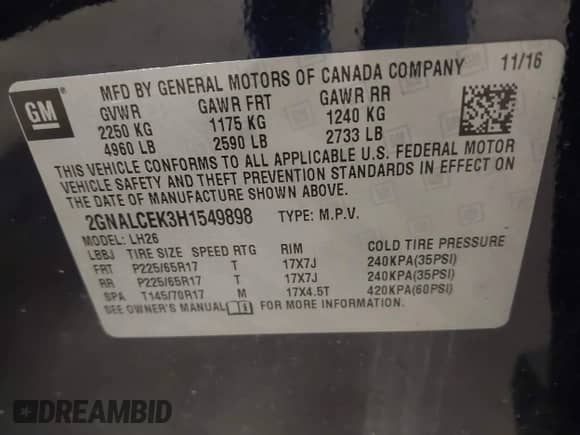 GM
MFD BY GENERAL MOTORS OF CANADA COMPANY 11/16
GVWR GAWR FRT GAWR RR
2250 KG 1175 KG 1240 KG
4960 LB 2590 LB 2733 LB
THIS VEHICLE CONFORMS TO ALL APPLICABLE U.S. FEDERAL MOTOR
VEHICLE SAFETY AND THEFT PREVENTION STANDARDS IN EFFECT ON
THE DATE OF MANUFACTURE SHOWN ABOVE.
2GNALCEK3H1549898 TYPE: M.P.V.
MODEL: LH26
LBBJ TIRE SIZE SPEED RTG RIM COLD TIRE PRESSURE
FRT P225/65R17 T 17X7J 240KPA(35PSI)
RR P225/65R17 T 17X7J 240KPA(35PSI)
SPA T145/70R17 M 17X4.5T 420KPA(60PSI)
SEE OWNER'S MANUAL FOR MORE INFORMATION.
DREAMBID